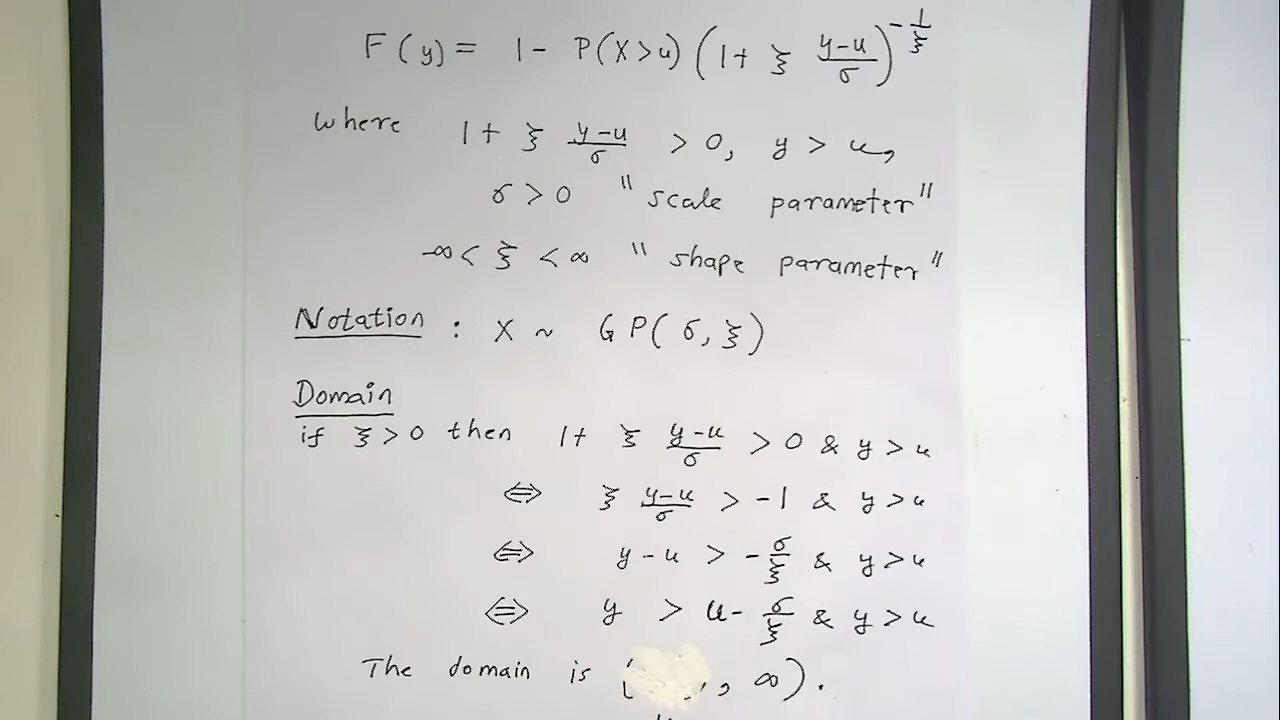 F(y) = 1 - P(X>u) (1 + ξ (y-u)/σ)^(-1/ξ)
where 1 + ξ (y-u)/σ > 0, y > u,
σ > 0 "scale parameter"
-∞ < ξ < ∞ "shape parameter"
Notation : X ~ GP(σ, ξ)
Domain
if ξ > 0 then 1+ ξ (y-u)/σ > 0 & y > u
⇔ ξ (y-u)/σ > -1 & y > u
⇔ y-u > -σ/ξ & y > u
⇔ y > u - σ/ξ & y > u
The domain is ( , ∞).